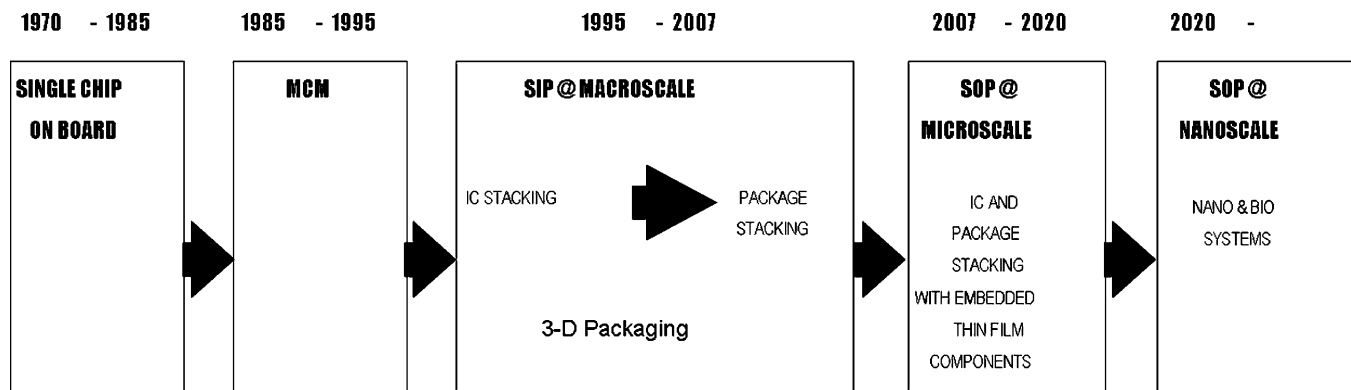 1970 - 1985
1985 - 1995
1995 - 2007
2007 - 2020
2020 -
SINGLE CHIP
ON BOARD
MCM
SIP @ MACROSCALE
IC STACKING
PACKAGE
STACKING
3-D Packaging
SOP @
MICROSCALE
IC AND
PACKAGE
STACKING
WITH EMBEDDED
THIN FILM
COMPONENTS
SOP @
NANOSCALE
NANO & BIO
SYSTEMS